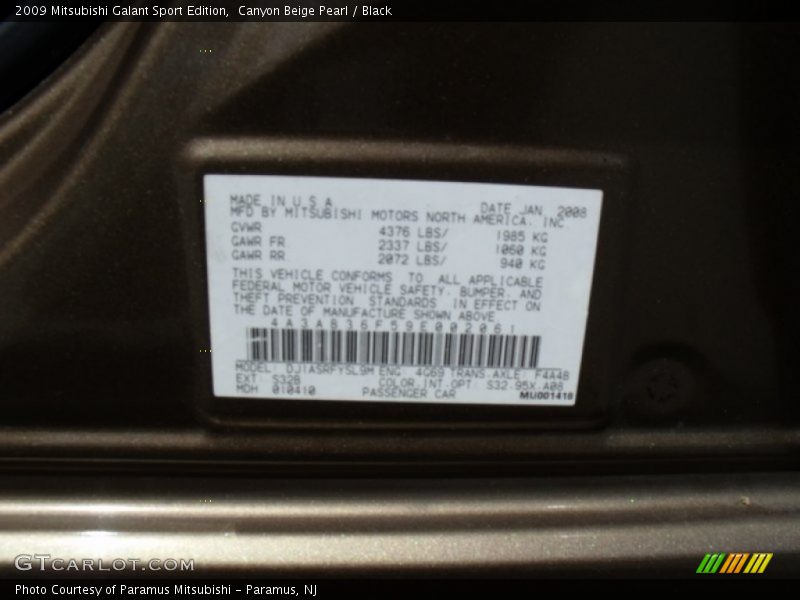 2009 Mitsubishi Galant Sport Edition,  Canyon Beige Pearl / Black
MADE IN U S A DATE JAN 2008
MFD BY MITSUBISHI MOTORS NORTH AMERICA, INC.
GVWR 4376 LBS/ 1985 KG
GAWR FR 2337 LBS/ 1060 KG
GAWR RR 2072 LBS/ 940 KG
THIS VEHICLE CONFORMS TO ALL APPLICABLE
FEDERAL MOTOR VEHICLE SAFETY, BUMPER, AND
THEFT PREVENTION STANDARDS IN EFFECT ON
THE DATE OF MANUFACTURE SHOWN ABOVE
4A3AB36F59E002061
MODEL: DJ1ASRFYSL9M ENG 4G69 TRANS.AXLE: F4A4B
EXT: S32B COLOR,INT,OPT: S32-95X-A08
MDH 010410 PASSENGER CAR MU001418
GTCARLOT.COM
Photo Courtesy of Paramus Mitsubishi - Paramus, NJ